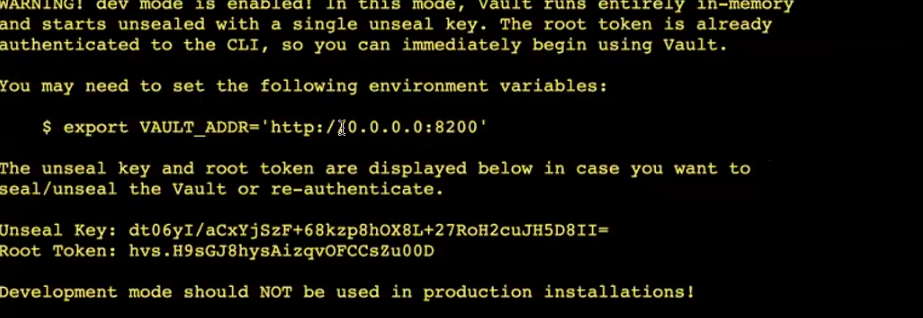 WARNING! dev mode is enabled! In this mode, Vault runs entirely in-memory
and starts unsealed with a single unseal key. The root token is already
authenticated to the CLI, so you can immediately begin using Vault.
You may need to set the following environment variables:
$ export VAULT_ADDR='http://0.0.0.0:8200'
The unseal key and root token are displayed below in case you want to
seal/unseal the Vault or re-authenticate.
Unseal Key: dt06yI/aCxYjSzF+68kzp8hOX8L+27RoH2cuJH5D8II=
Root Token: hvs.H9sGJ8hysAizqvOFCCsZu00D
Development mode should NOT be used in production installations!